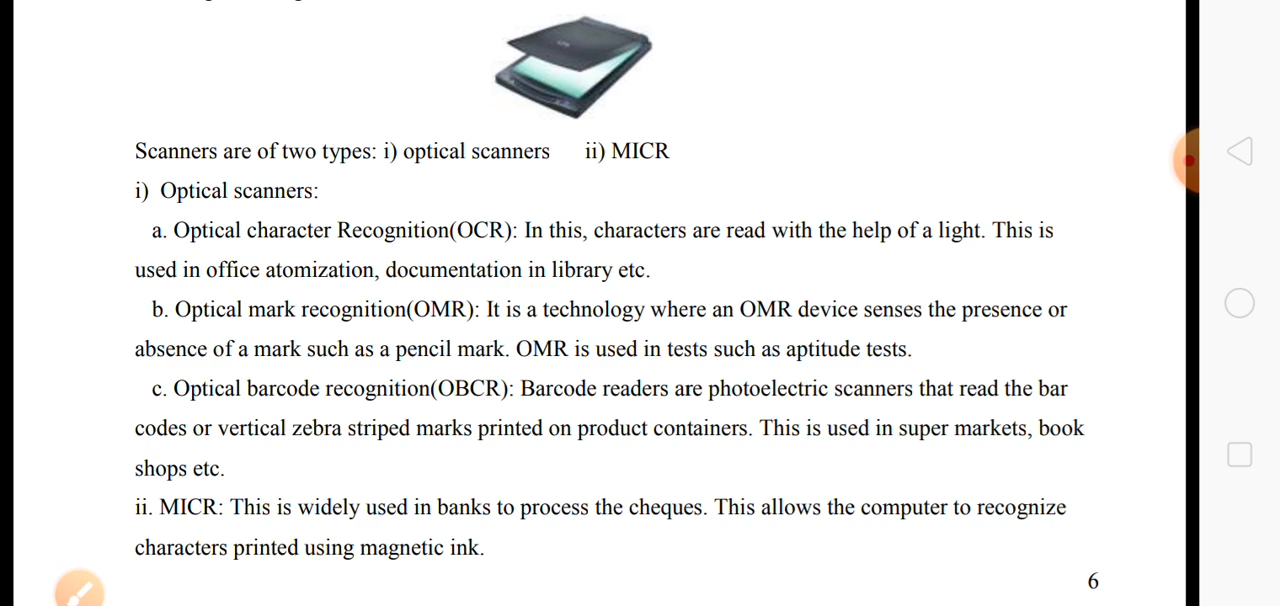 Scanners are of two types: i) optical scanners ii) MICR
i) Optical scanners:
a. Optical character Recognition(OCR): In this, characters are read with the help of a light. This is
used in office atomization, documentation in library etc.
b. Optical mark recognition(OMR): It is a technology where an OMR device senses the presence or
absence of a mark such as a pencil mark. OMR is used in tests such as aptitude tests.
c. Optical barcode recognition(OBCR): Barcode readers are photoelectric scanners that read the bar
codes or vertical zebra striped marks printed on product containers. This is used in super markets, book
shops etc.
ii. MICR: This is widely used in banks to process the cheques. This allows the computer to recognize
characters printed using magnetic ink.
6